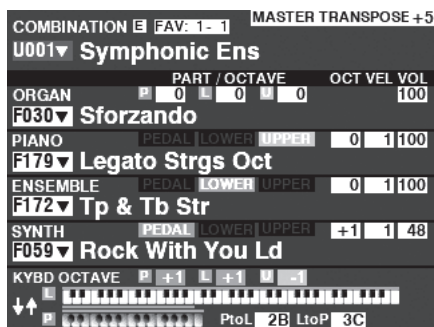 MASTER TRANSPOSE +5
COMBINATION E FAV: 1- 1
U001▼ Symphonic Ens
PART / OCTAVE OCT VEL VOL
ORGAN P 0 L 0 U 0 100
F030▼ Sforzando
PIANO PEDAL LOWER UPPER 0 1 100
F179▼ Legato Strgs Oct
ENSEMBLE PEDAL LOWER UPPER 0 1 100
F172▼ Tp & Tb Str
SYNTH PEDAL LOWER UPPER +1 1 48
F059▼ Rock With You Ld
KYBD OCTAVE P +1 L +1 U -1
L
P PtoL 2B LtoP 3C